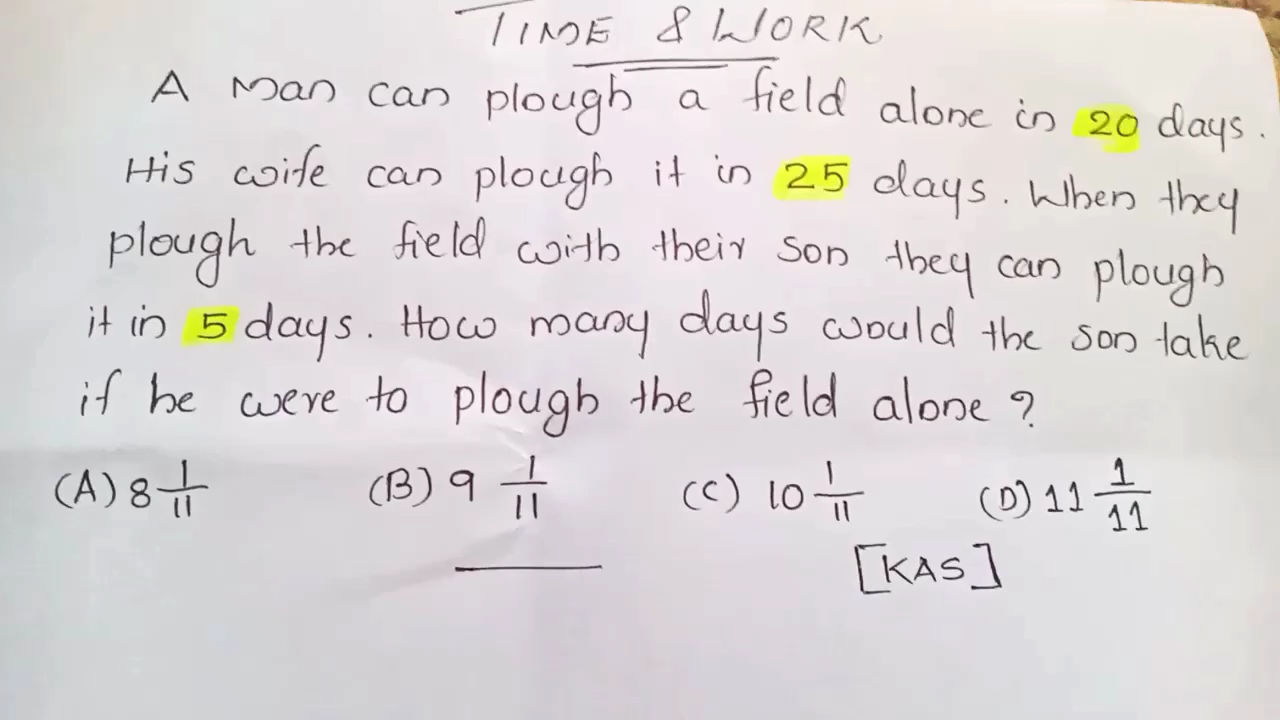 TIME & WORK
A Man can plough a field alone in 20 days.
His wife can plough it in 25 days. When they
plough the field with their son they can plough
it in 5 days. How many days would the son take
if he were to plough the field alone?
(A) 8 1/11 (B) 9 1/11 (C) 10 1/11 (D) 11 1/11
[KAS]